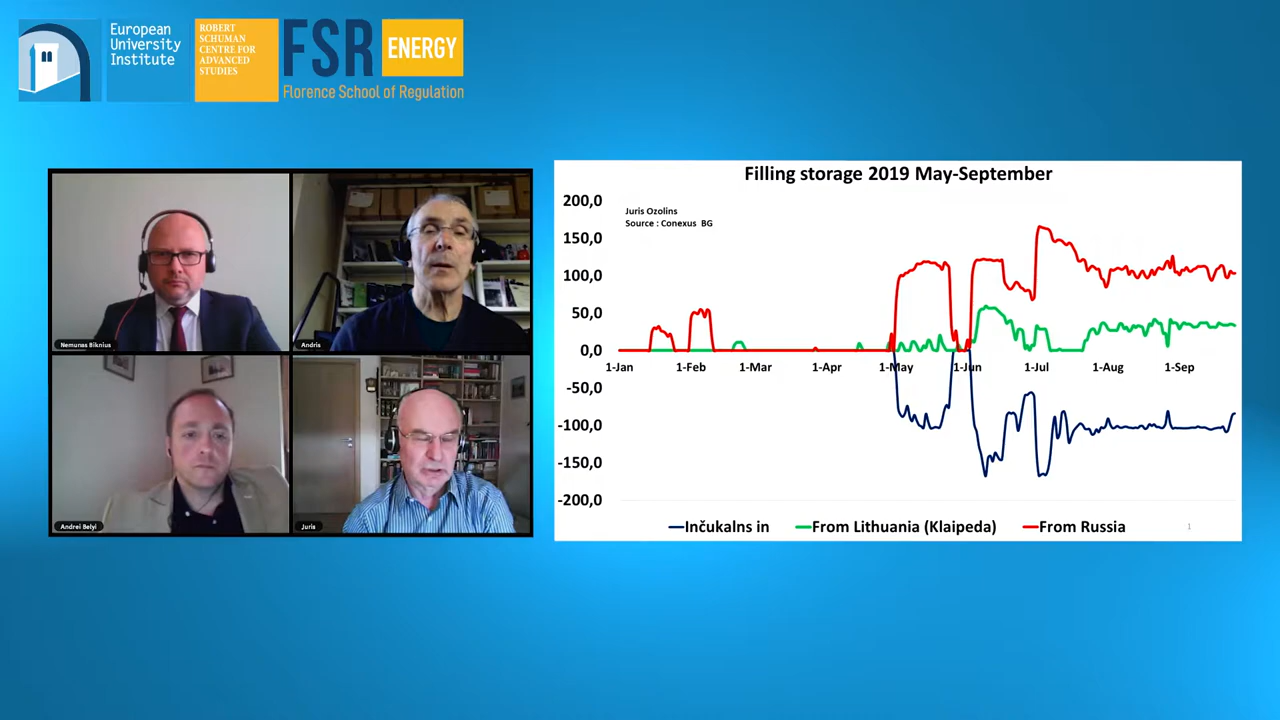 European
University
Institute
ROBERT
SCHUMAN
CENTRE FOR
ADVANCED
STUDIES
FSR
ENERGY
Florence School of Regulation
Nemunas Biknius
Andris
Andrei Belyi
Juris
Filling storage 2019 May-September
Juris Ozolins
Source : Conexus BG
200,0
150,0
100,0
50,0
0,0
-50,0
-100,0
-150,0
-200,0
1-Jan
1-Feb
1-Mar
1-Apr
1-May
1-Jun
1-Jul
1-Aug
1-Sep
Inčukalns in
From Lithuania (Klaipeda)
From Russia
1